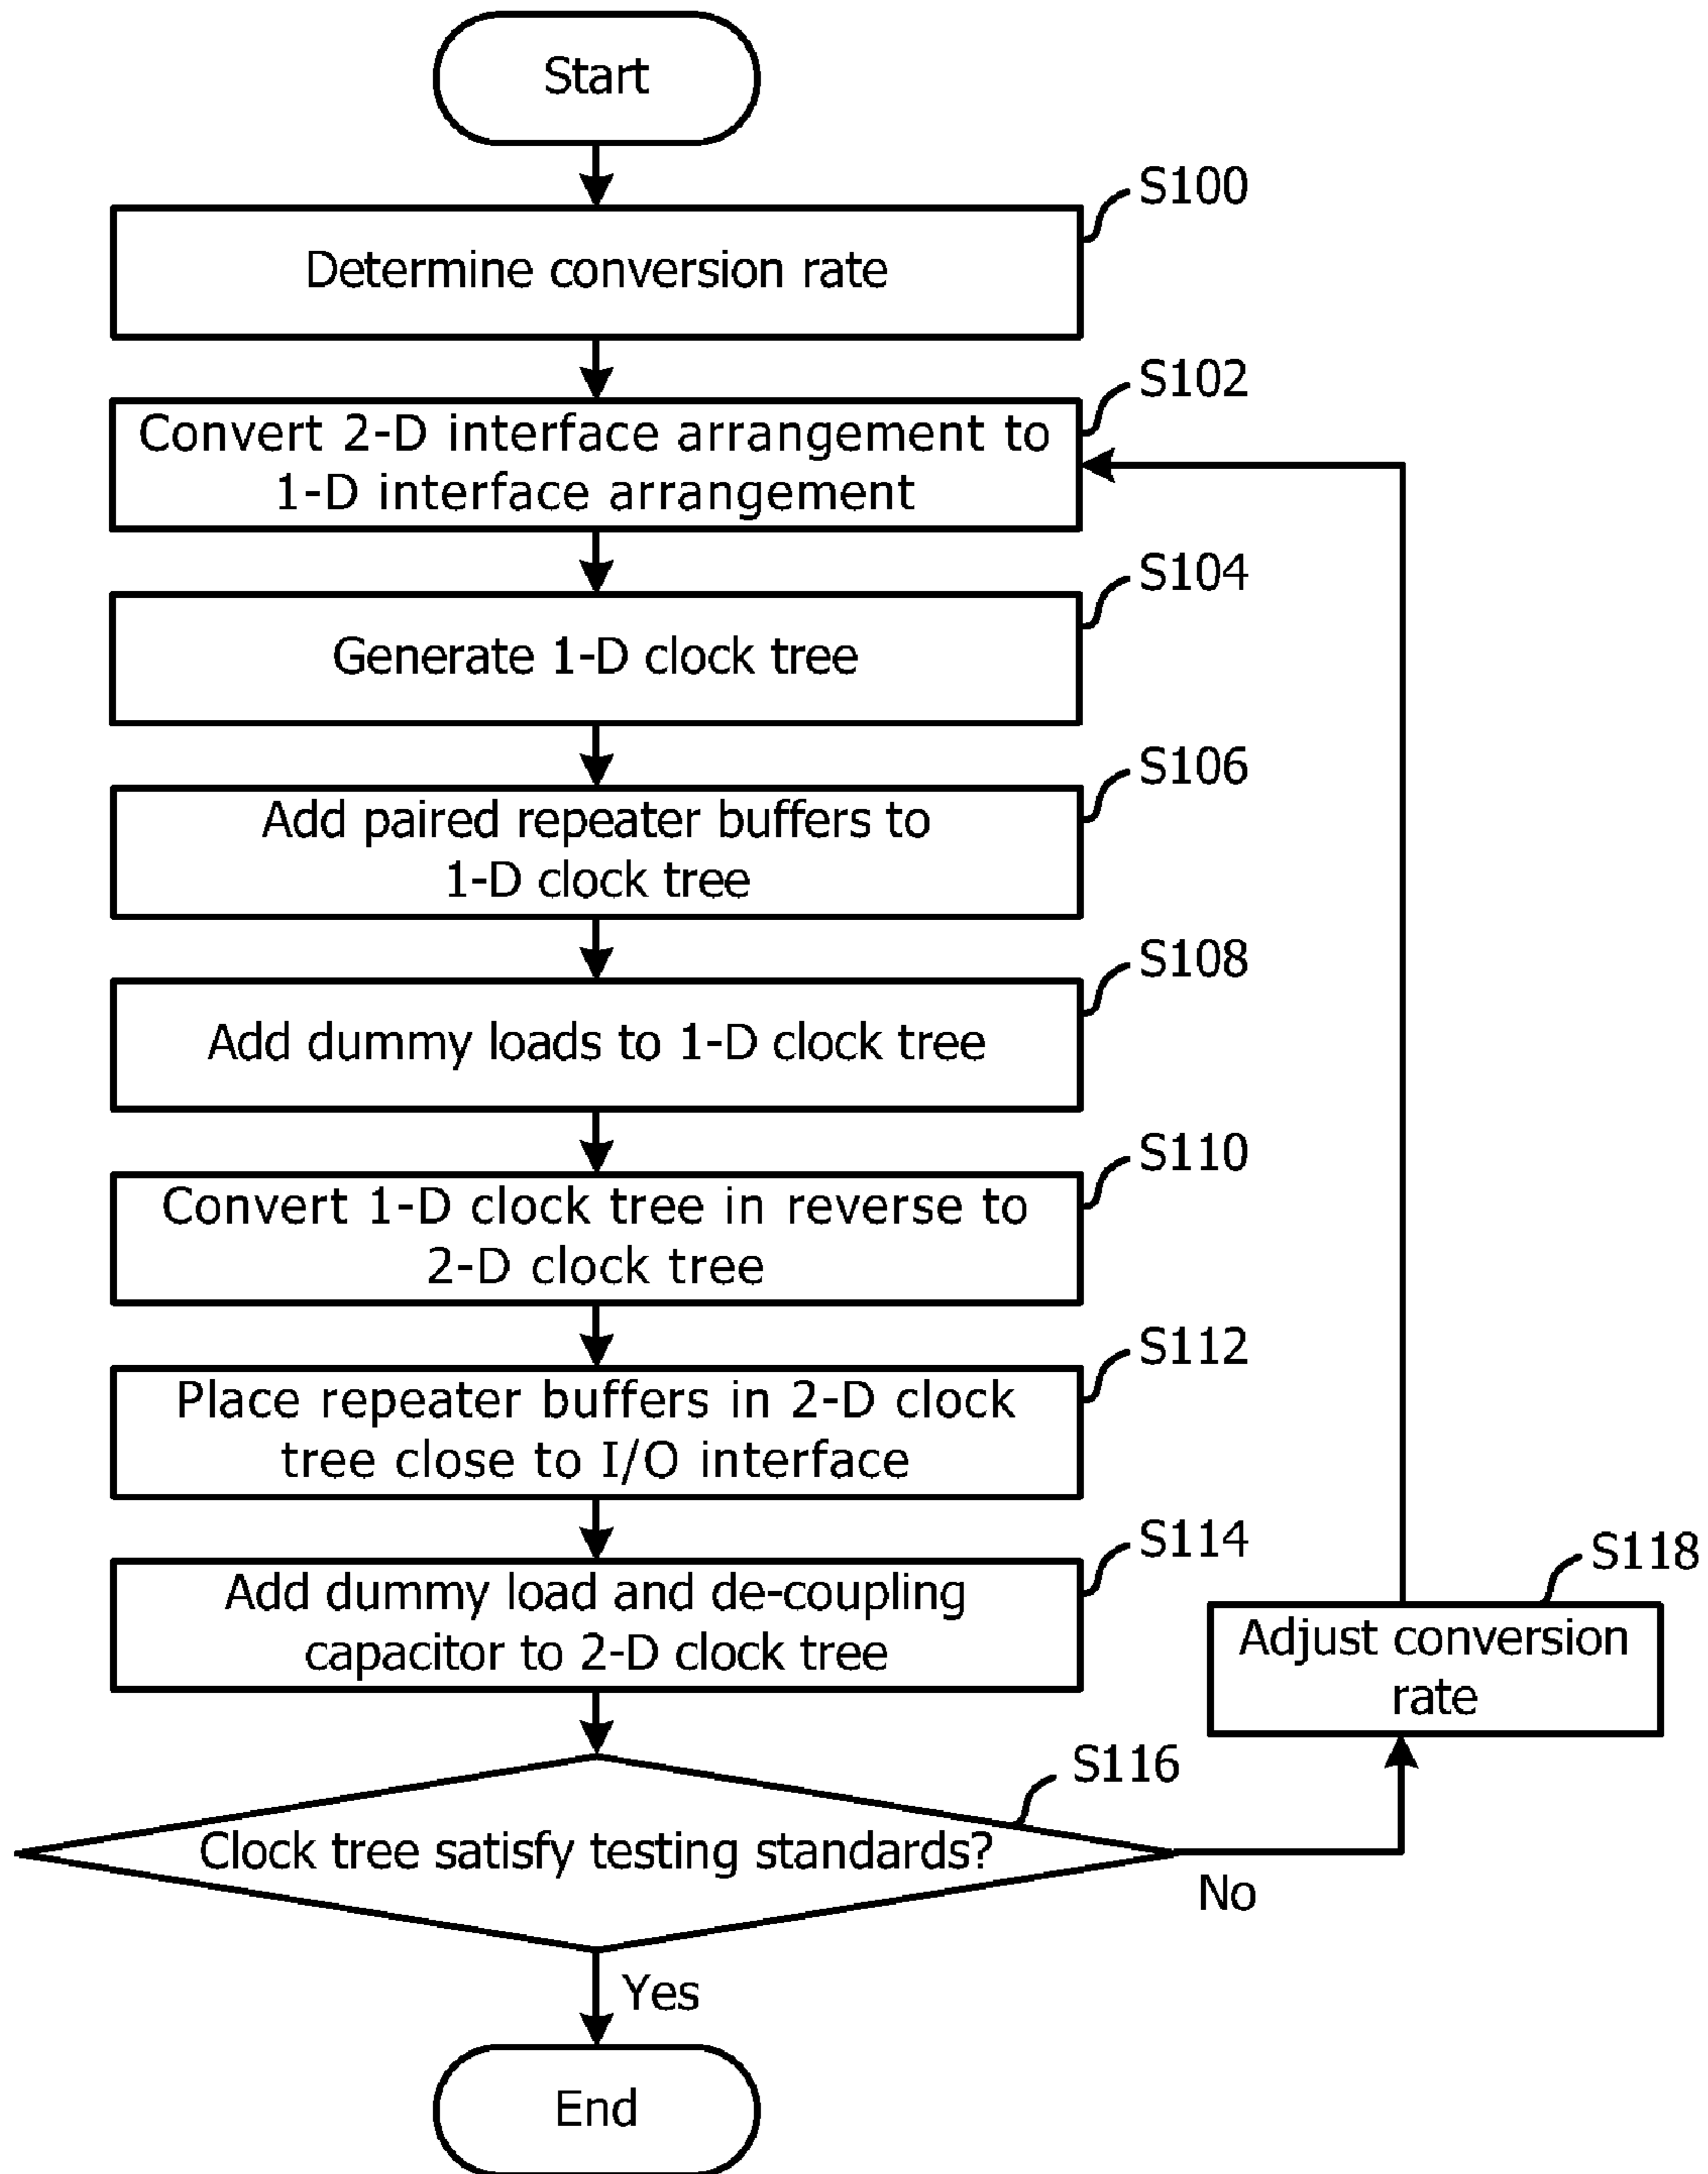 Start
S100
Determine conversion rate
S102
Convert 2-D interface arrangement to
1-D interface arrangement
S104
Generate 1-D clock tree
S106
Add paired repeater buffers to
1-D clock tree
S108
Add dummy loads to 1-D clock tree
S110
Convert 1-D clock tree in reverse to
2-D clock tree
S112
Place repeater buffers in 2-D clock
tree close to I/O interface
S114
Add dummy load and de-coupling
capacitor to 2-D clock tree
S118
Adjust conversion
rate
S116
Clock tree satisfy testing standards?
No
Yes
End